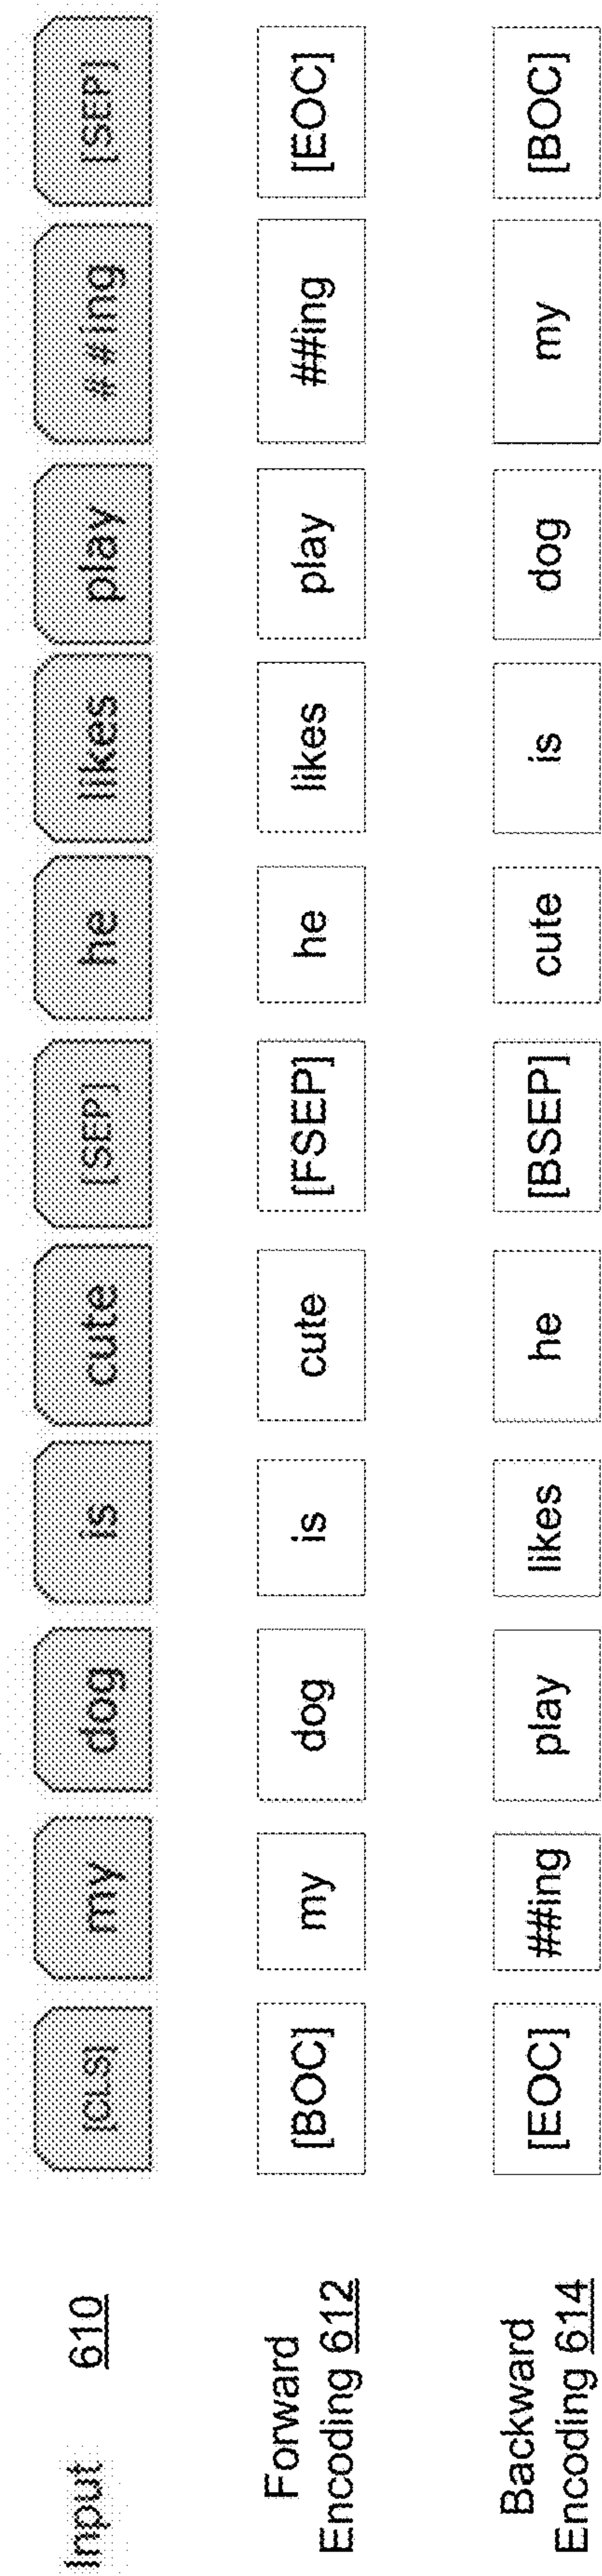 Input 610 [CLS] my dog is cute [SEP] he likes play ##ing [SEP]
Forward
Encoding 612 [BOC] my dog is cute [FSEP] he likes play ##ing [EOC]
Backward
Encoding 614 [EOC] ##ing play likes he [BSEP] cute is dog my [BOC]